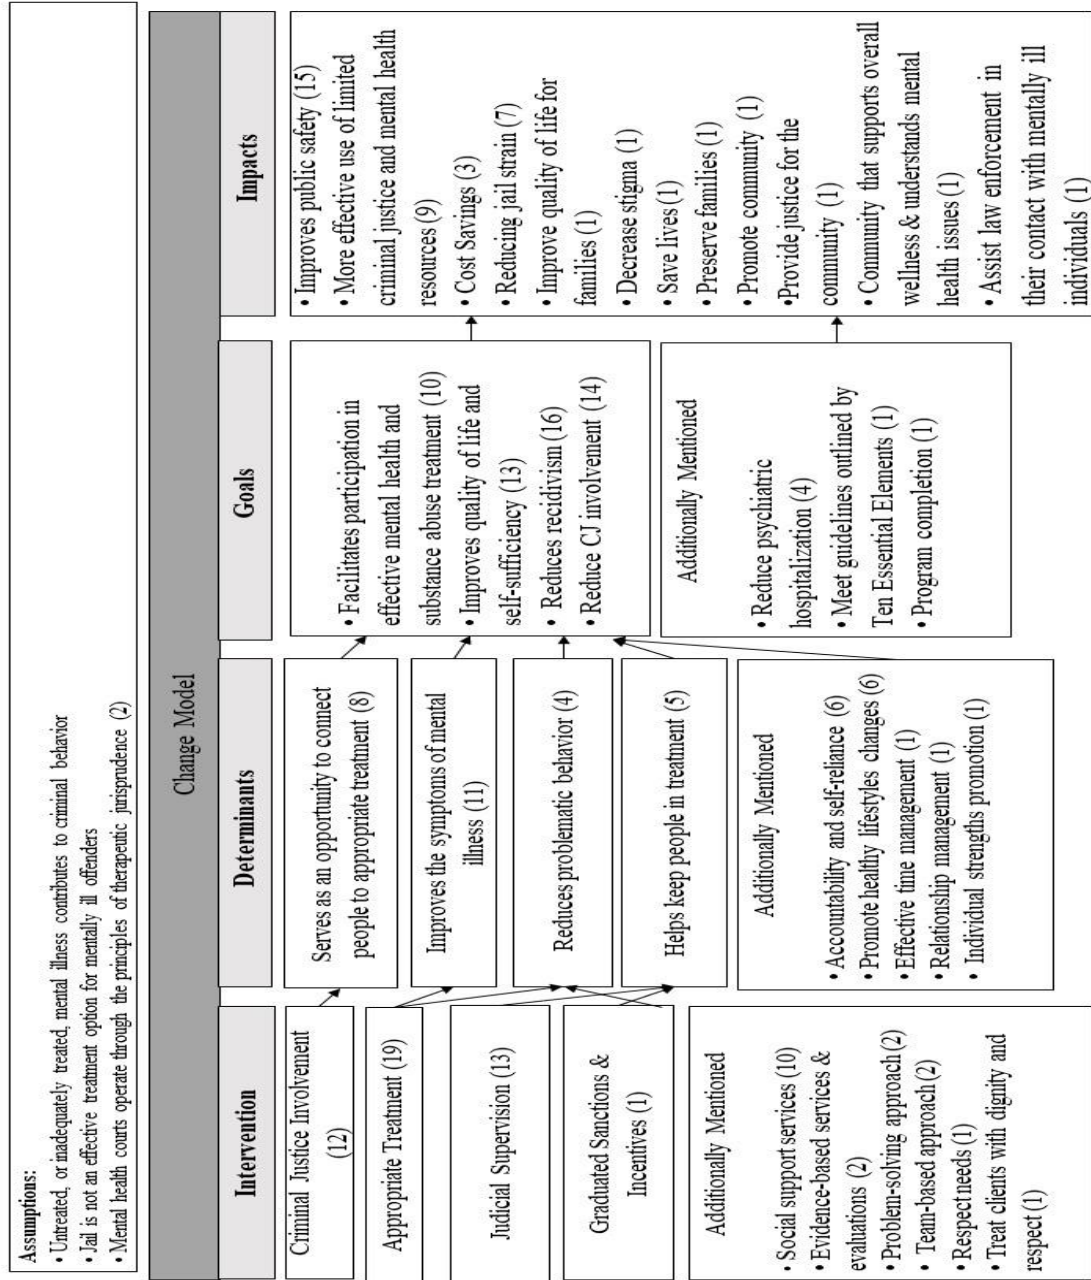 Assumptions:
• Untreated, or inadequately treated, mental illness contributes to criminal behavior
• Jail is not an effective treatment option for mentally ill offenders
• Mental health courts operate through the principles of therapeutic jurisprudence (2)
Change Model
Intervention
Criminal Justice Involvement
(12)
Appropriate Treatment (19)
Judicial Supervision (13)
Graduated Sanctions &
Incentives (1)
Additionally Mentioned
• Social support services (10)
• Evidence-based services &
evaluations (2)
• Problem-solving approach (2)
• Team-based approach (2)
• Respect needs (1)
• Treat clients with dignity and
respect (1)
Determinants
Serves as an opportunity to connect
people to appropriate treatment (8)
Improves the symptoms of mental
illness (11)
Reduces problematic behavior (4)
Helps keep people in treatment (5)
Additionally Mentioned
• Accountability and self-reliance (6)
• Promote healthy lifestyles changes (6)
• Effective time management (1)
• Relationship management (1)
• Individual strengths promotion (1)
Goals
• Facilitates participation in
effective mental health and
substance abuse treatment (10)
• Improves quality of life and
self-sufficiency (13)
• Reduces recidivism (16)
• Reduce CJ involvement (14)
Additionally Mentioned
• Reduce psychiatric
hospitalization (4)
• Meet guidelines outlined by
Ten Essential Elements (1)
• Program completion (1)
Impacts
• Improves public safety (15)
• More effective use of limited
criminal justice and mental health
resources (9)
• Cost Savings (3)
• Reducing jail strain (7)
• Improve quality of life for
families (1)
• Decrease stigma (1)
• Save lives (1)
• Preserve families (1)
• Promote community (1)
•Provide justice for the
community (1)
• Community that supports overall
wellness & understands mental
health issues (1)
• Assist law enforcement in
their contact with mentally ill
individuals (1)